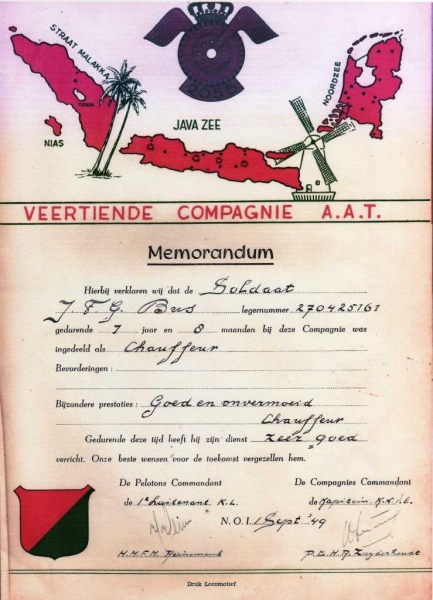 STRAAT MALAKKA
TOBA
NIAS
JAVA ZEE
NOORDZEE
2055
VEERTIENDE COMPAGNIE A.A.T.
Memorandum
Hierbij verklaren wij dat de Soldaat
J.F.G. Bus legernummer 270425161
gedurende 1 jaar en 8 maanden bij deze Compagnie was
ingedeeld als Chauffeur
Bevorderingen :
Bijzondere prestaties : Goed en onvermoeid
Chauffeur
Gedurende deze tijd heeft hij zijn dienst zeer goed
verricht. Onze beste wensen voor de toekomst vergezellen hem.
De Pelotons Commandant De Compagnies Commandant
de 1e Luitenant K.L. de Kapitein K.N.I.L.
N.O.I. 1 Sept '49
H.M.F.M.
Druk Locomotief